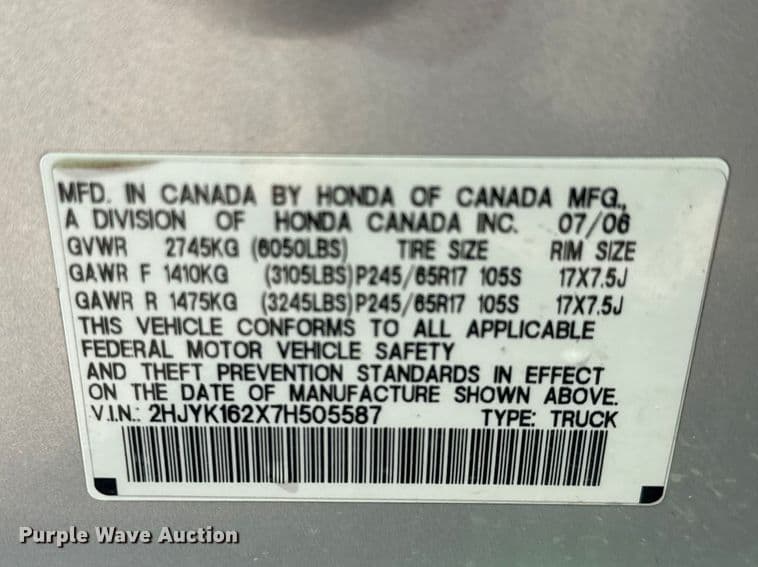 MFD. IN CANADA BY HONDA OF CANADA MFG.,
A DIVISION OF HONDA CANADA INC. 07/06
GVWR 2745KG (6050LBS) TIRE SIZE RIM SIZE
GAWR F 1410KG (3105LBS) P245/65R17 105S 17X7.5J
GAWR R 1475KG (3245LBS) P245/65R17 105S 17X7.5J
THIS VEHICLE CONFORMS TO ALL APPLICABLE
FEDERAL MOTOR VEHICLE SAFETY
AND THEFT PREVENTION STANDARDS IN EFFECT
ON THE DATE OF MANUFACTURE SHOWN ABOVE.
V.I.N.: 2HJYK162X7H505587 TYPE: TRUCK
Purple Wave Auction